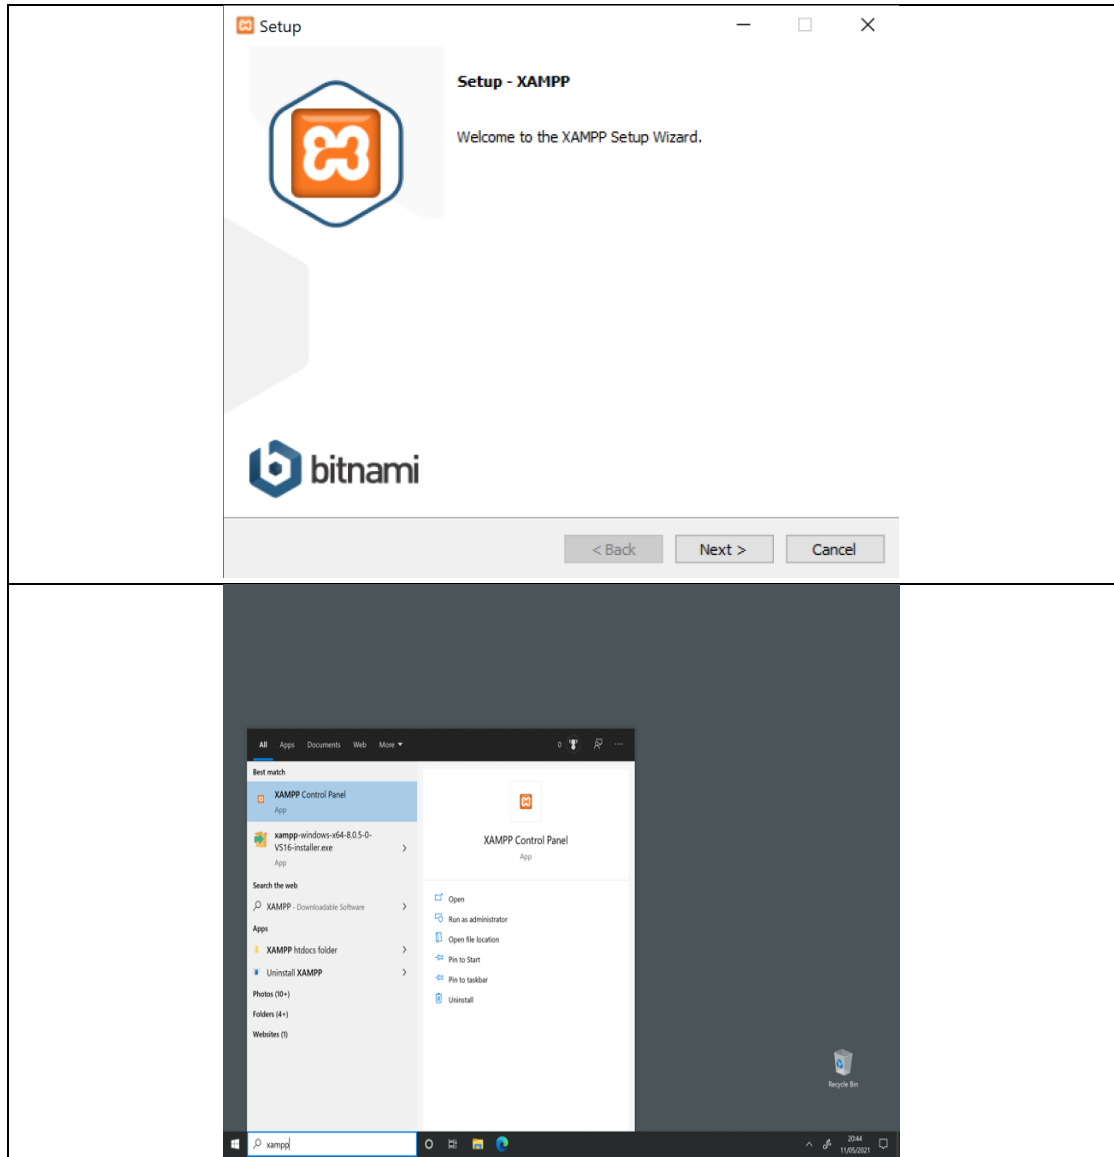 Setup
Setup - XAMPP
Welcome to the XAMPP Setup Wizard.
bitnami
< Back Next > Cancel
All Apps Documents Web More 0
Best match
XAMPP Control Panel
App
xampp-windows-x64-8.0.5-0-
VS16-installer.exe
App
Search the web
XAMPP - Downloadable Software
Apps
XAMPP htdocs folder
Uninstall XAMPP
Photos (10+)
Folders (4+)
Websites (1)
XAMPP Control Panel
App
Open
Run as administrator
Open file location
Pin to Start
Pin to taskbar
Uninstall
Recycle Bin
xampp
20:44
11/05/2021